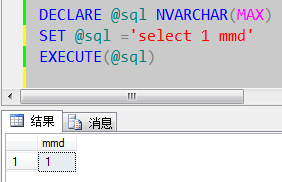 DECLARE @sql NVARCHAR(MAX)
SET @sql ='select 1 mmd'
EXECUTE(@sql)
结果 消息
mmd
1 1